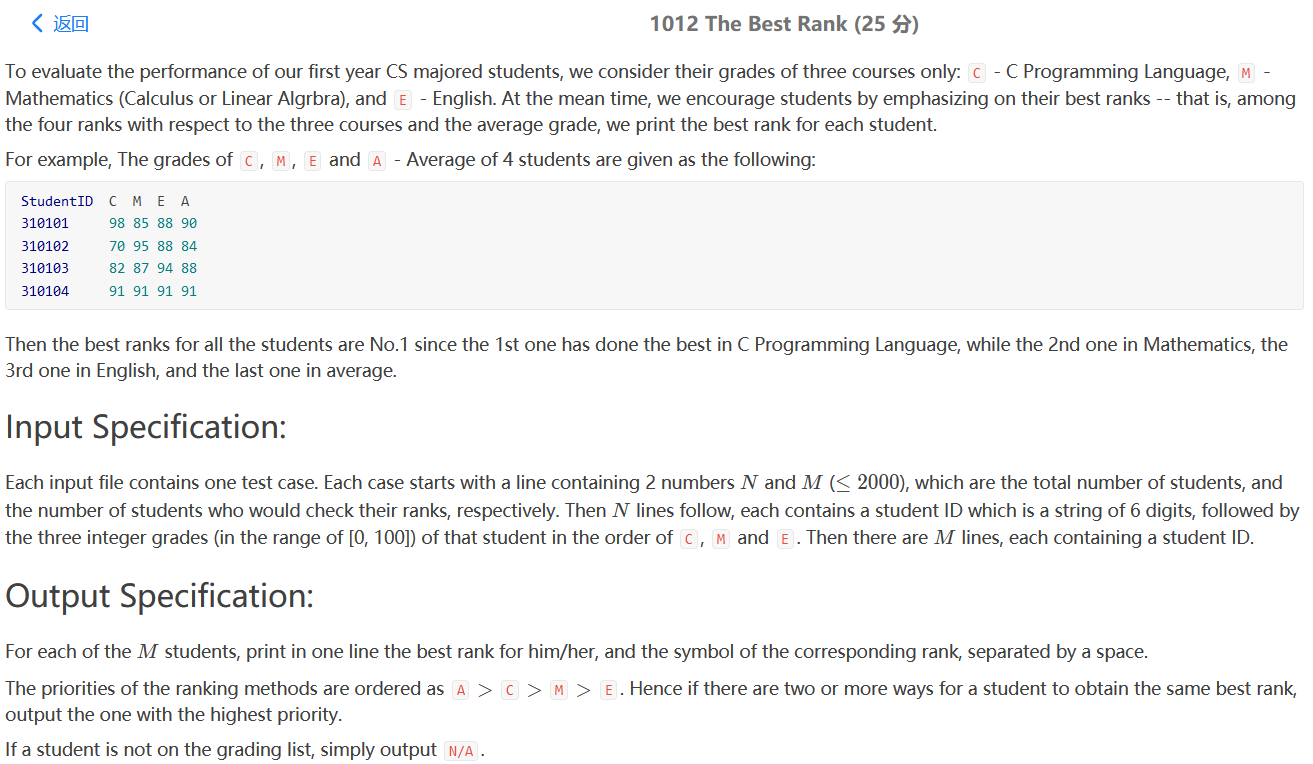 返回
1012 The Best Rank (25 分)
To evaluate the performance of our first year CS majored students, we consider their grades of three courses only: C - C Programming Language, M -
Mathematics (Calculus or Linear Algrbra), and E - English. At the mean time, we encourage students by emphasizing on their best ranks -- that is, among
the four ranks with respect to the three courses and the average grade, we print the best rank for each student.
For example, The grades of C, M, E and A - Average of 4 students are given as the following:
StudentID C M E A
310101 98 85 88 90
310102 70 95 88 84
310103 82 87 94 88
310104 91 91 91 91
Then the best ranks for all the students are No.1 since the 1st one has done the best in C Programming Language, while the 2nd one in Mathematics, the
3rd one in English, and the last one in average.
Input Specification:
Each input file contains one test case. Each case starts with a line containing 2 numbers N and M (≤ 2000), which are the total number of students, and
the number of students who would check their ranks, respectively. Then N lines follow, each contains a student ID which is a string of 6 digits, followed by
the three integer grades (in the range of [0, 100]) of that student in the order of C, M and E. Then there are M lines, each containing a student ID.
Output Specification:
For each of the M students, print in one line the best rank for him/her, and the symbol of the corresponding rank, separated by a space.
The priorities of the ranking methods are ordered as A > C > M > E. Hence if there are two or more ways for a student to obtain the same best rank,
output the one with the highest priority.
If a student is not on the grading list, simply output N/A.